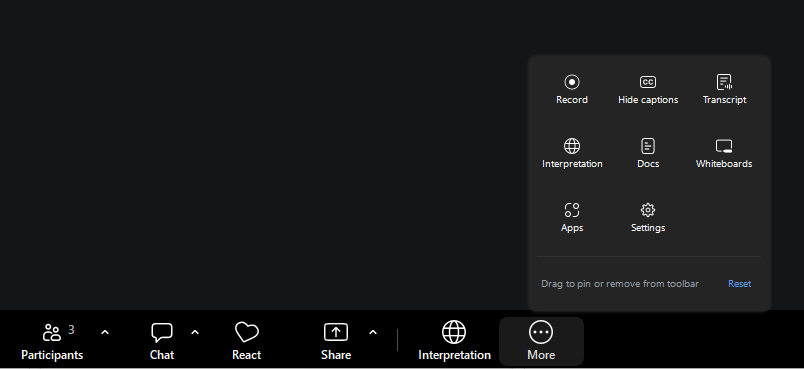 Record
Hide captions
Transcript
CC
Interpretation
Docs
Whiteboards
Apps
Settings
Drag to pin or remove from toolbar
Reset
3
Participants
Chat
React
Share
Interpretation
More